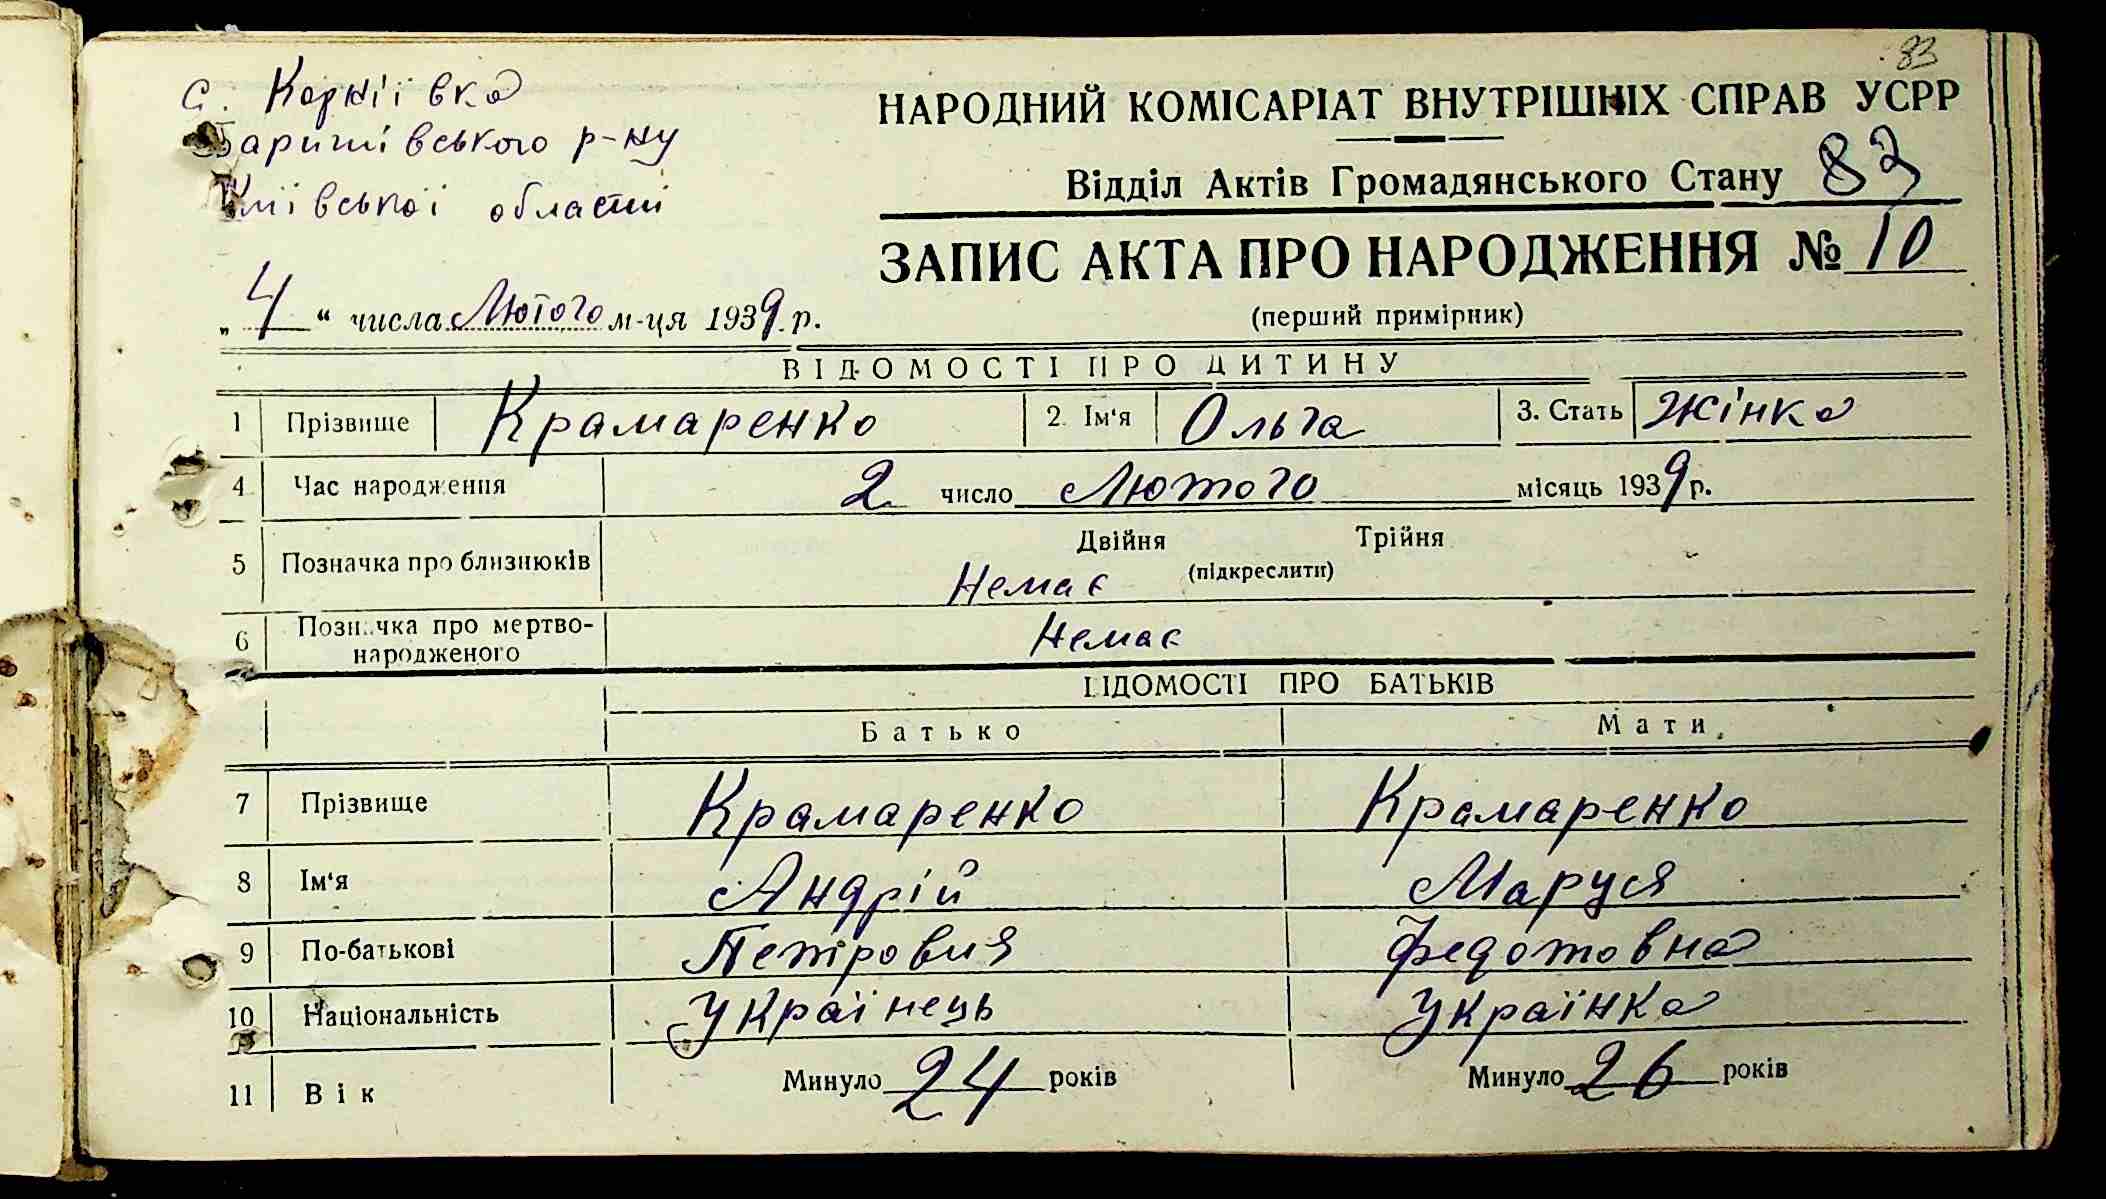 83
с. Корніївка
Баришівського р-ну
Київської області
НАРОДНИЙ КОМІСАРІАТ ВНУТРІШНІХ СПРАВ УСРР
Відділ Актів Громадянського Стану 83
ЗАПИС АКТА ПРО НАРОДЖЕННЯ № 10
(перший примірник)
„4“ числа Лютого м-ця 1939 р.
ВІДОМОСТІ ПРО ДИТИНУ
1 Прізвище Крамаренко 2. Ім'я Ольга 3. Стать Жінка
4 Час народження 2 число Лютого місяць 1939 р.
5 Позначка про близнюків Двійня Трійня
(підкреслити)
Немає
6 Позначка про мертво-
народженого Немає
ВІДОМОСТІ ПРО БАТЬКІВ
Батько Мати
7 Прізвище Крамаренко Крамаренко
8 Ім'я Андрій Маруся
9 По-батькові Петрович Федотовна
10 Національність Українець Українка
11 Вік Минуло 24 років Минуло 26 років